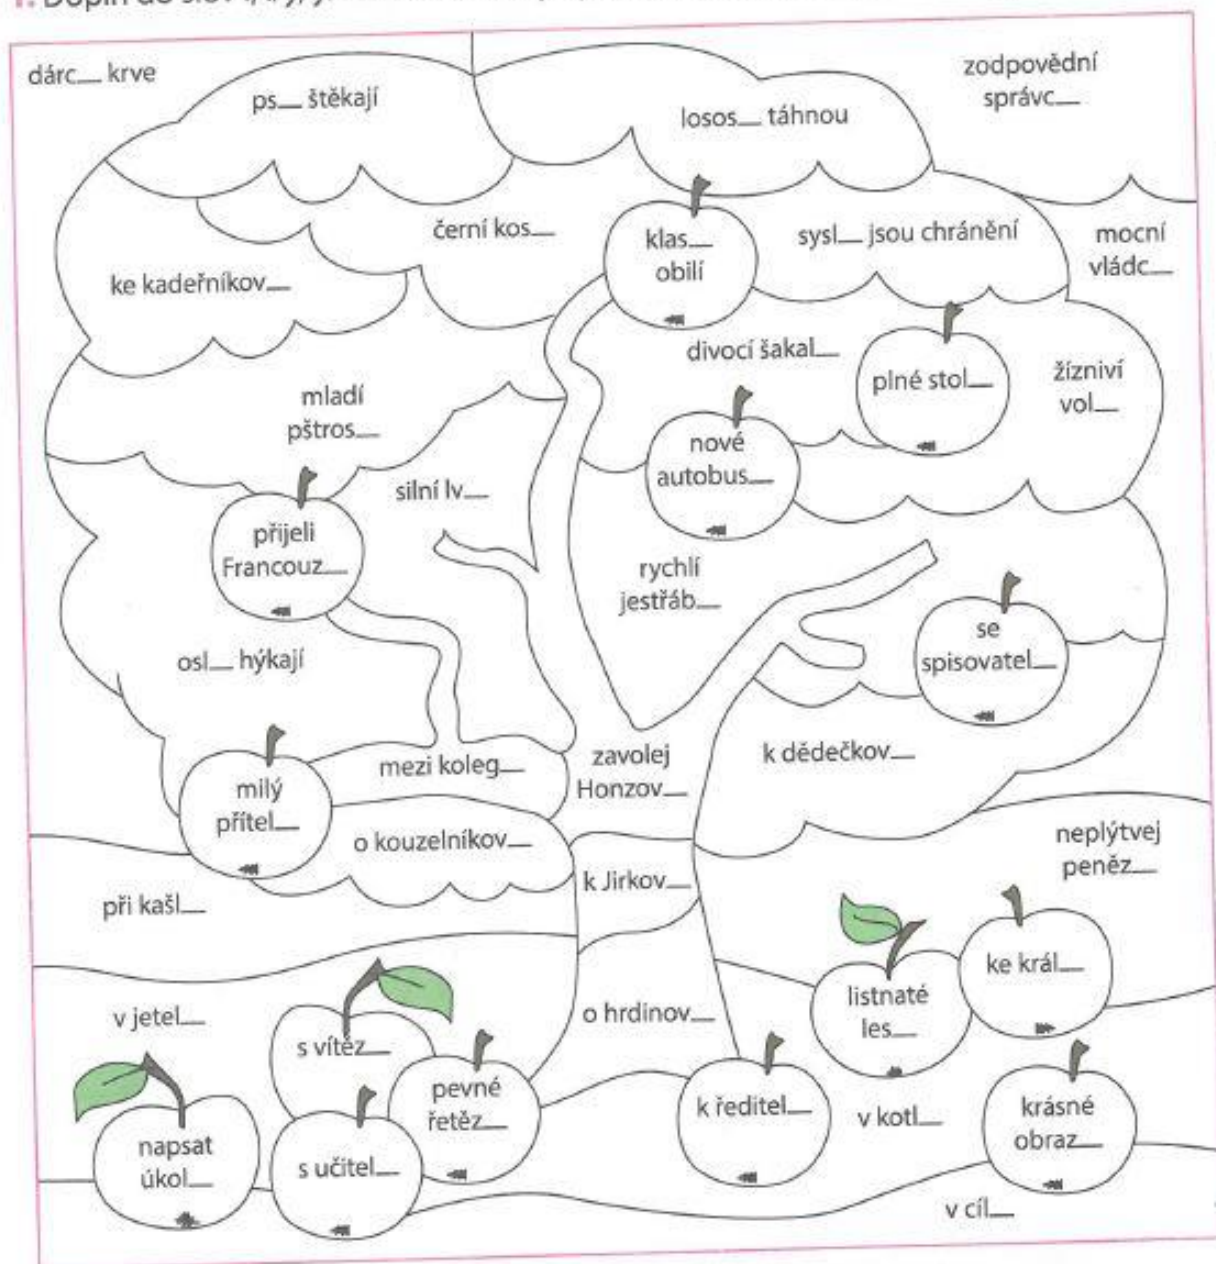 dárc__ krve
ps__ štěkají
losos__ táhnou
zodpovědní
správc__
černí kos__
klas__
obilí
sysl__ jsou chránění
mocní
vládc__
ke kadeřníkov__
divocí šakal__
plné stol__
žízniví
vol__
mladí
pštros__
silní lv__
nové
autobus__
přijeli
Francouz__
rychlí
jestřáb__
osl__ hýkají
se
spisovatel__
mezi koleg__
zavolej
Honzov__
k dědečkov__
milý
přítel__
o kouzelníkov__
k Jirkov__
neplýtvej
peněz__
při kašl__
ke král__
listnaté
les__
v jetel__
s vítěz__
o hrdinov__
pevné
řetěz__
k ředitel__
v kotl__
krásné
obraz__
napsat
úkol__
s učitel__
v cíl__